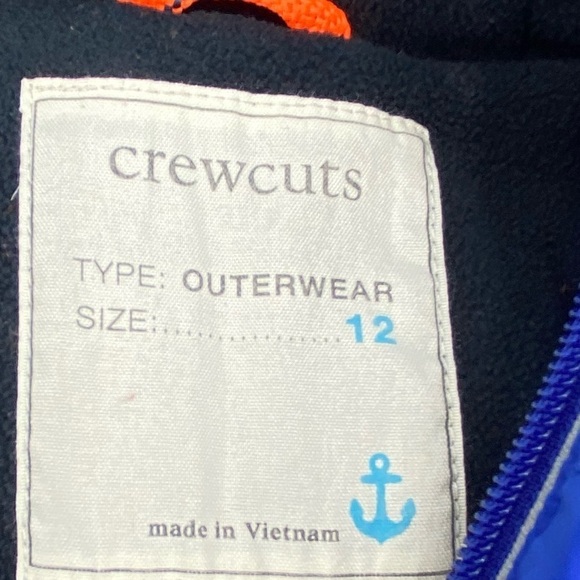 crewcuts
TYPE: OUTERWEAR
SIZE:.................12
made in Vietnam